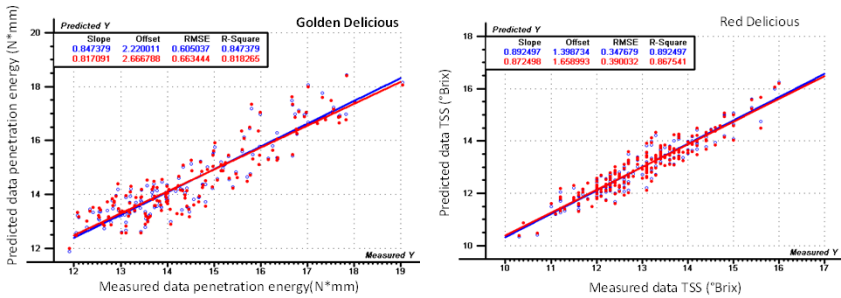 Golden Delicious
Predicted Y
Slope Offset RMSE R-Square
0.847379 2.220011 0.605037 0.847379
0.817091 2.666788 0.663444 0.818265
20
18
16
14
12
Predicted data penetration energy (N*mm)
Measured Y
12 13 14 15 16 17 18 19
Measured data penetration energy(N*mm)
Red Delicious
Predicted Y
Slope Offset RMSE R-Square
0.892497 1.398734 0.347679 0.892497
0.872498 1.658993 0.390032 0.867541
18
16
14
12
10
Predicted data TSS (°Brix)
Measured Y
10 11 12 13 14 15 16 17
Measured data TSS (°Brix)